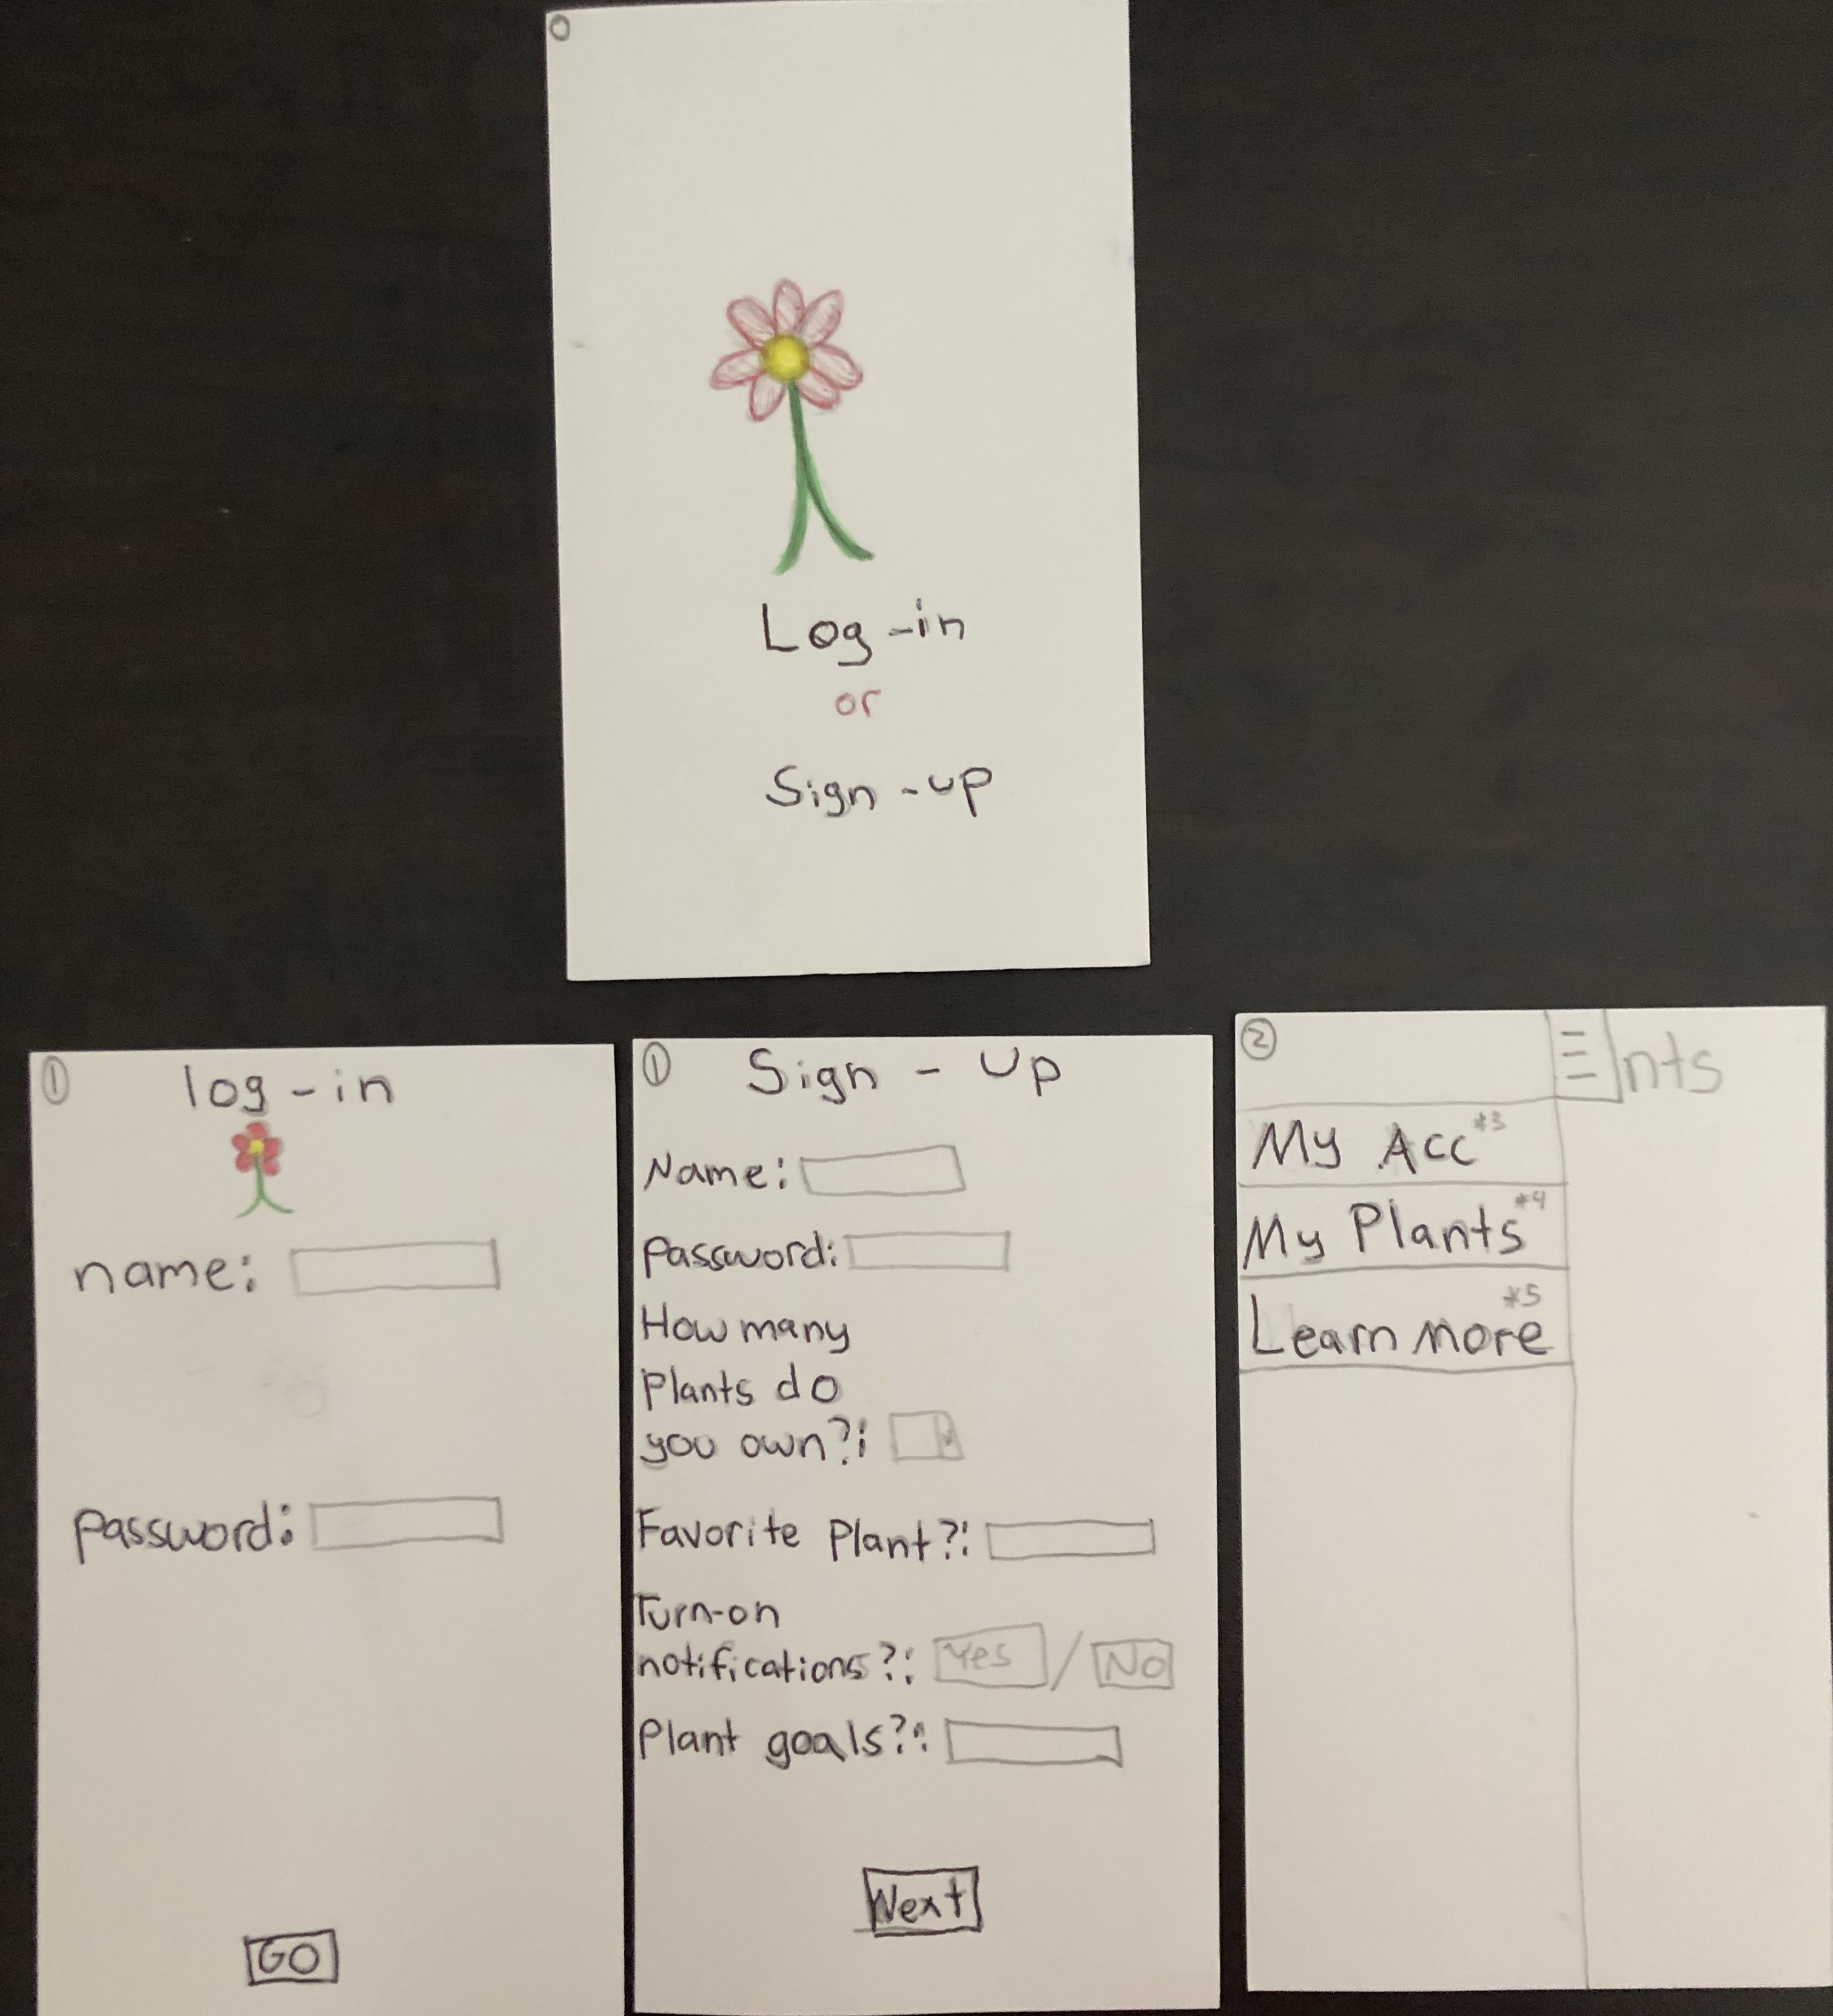 0
Log-in
or
Sign-up
1
log-in
name:
password:
GO
1
Sign-Up
Name:
Password:
How many
Plants do
you own?:
Favorite Plant?:
Turn-on
notifications?: Yes / No
Plant goals?:
Next
2
nts
My Acc *3
My Plants *4
Learn more *5